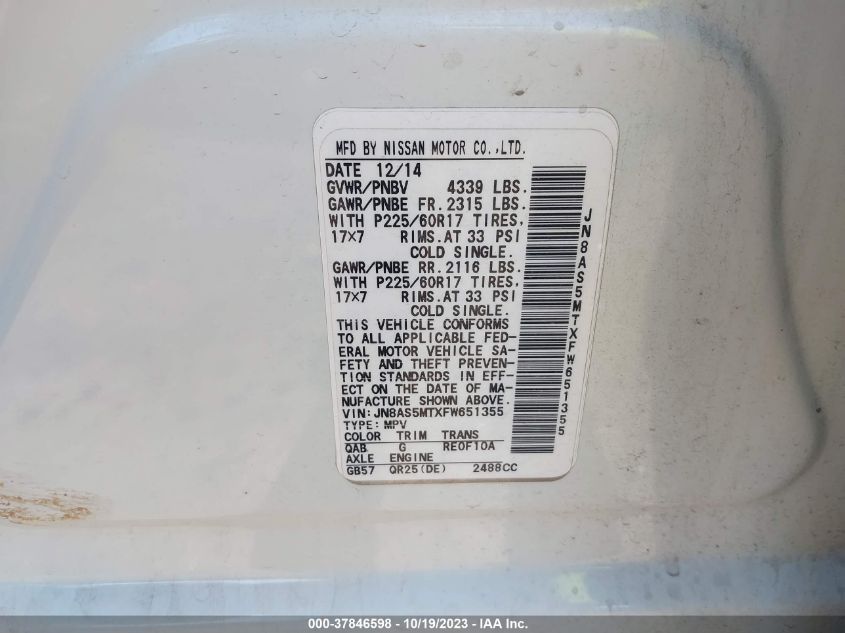 MFD BY NISSAN MOTOR CO.,LTD.
DATE 12/14
GVWR/PNBV 4339 LBS.
GAWR/PNBE FR. 2315 LBS.
WITH P225/60R17 TIRES,
17×7 RIMS.AT 33 PSI
COLD SINGLE.
GAWR/PNBE RR. 2116 LBS.
WITH P225/60R17 TIRES,
17×7 RIMS.AT 33 PSI
COLD SINGLE.
THIS VEHICLE CONFORMS
TO ALL APPLICABLE FED-
ERAL MOTOR VEHICLE SA-
FETY AND THEFT PREVEN-
TION STANDARDS IN EFF-
ECT ON THE DATE OF MA-
NUFACTURE SHOWN ABOVE.
VIN:JN8AS5MTXFW651355
TYPE:MPV
COLOR TRIM TRANS
QAB G RE0F10A
AXLE ENGINE
GB57 QR25(DE) 2488CC
JN8AS5MTXFW651355
000-37846598 - 10/19/2023 - IAA Inc.